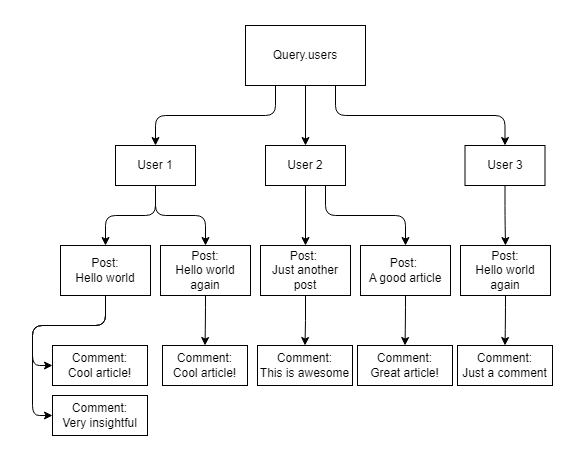 Query.users
User 1
User 2
User 3
Post:
Hello world
Post:
Hello world
again
Post:
Just another
post
Post:
A good article
Post:
Hello world
again
Comment:
Cool article!
Comment:
Cool article!
Comment:
This is awesome
Comment:
Great article!
Comment:
Just a comment
Comment:
Very insightful